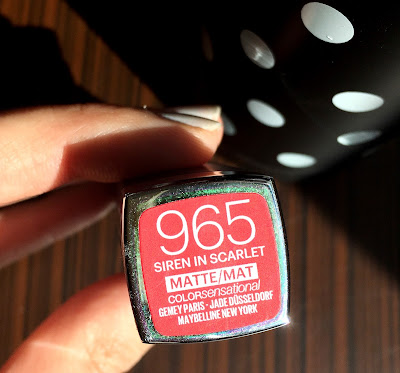 965
SIREN IN SCARLET
MATTE/MAT
COLORsensational
GEMEY PARIS - JADE DÜSSELDORF
MAYBELLINE NEW YORK